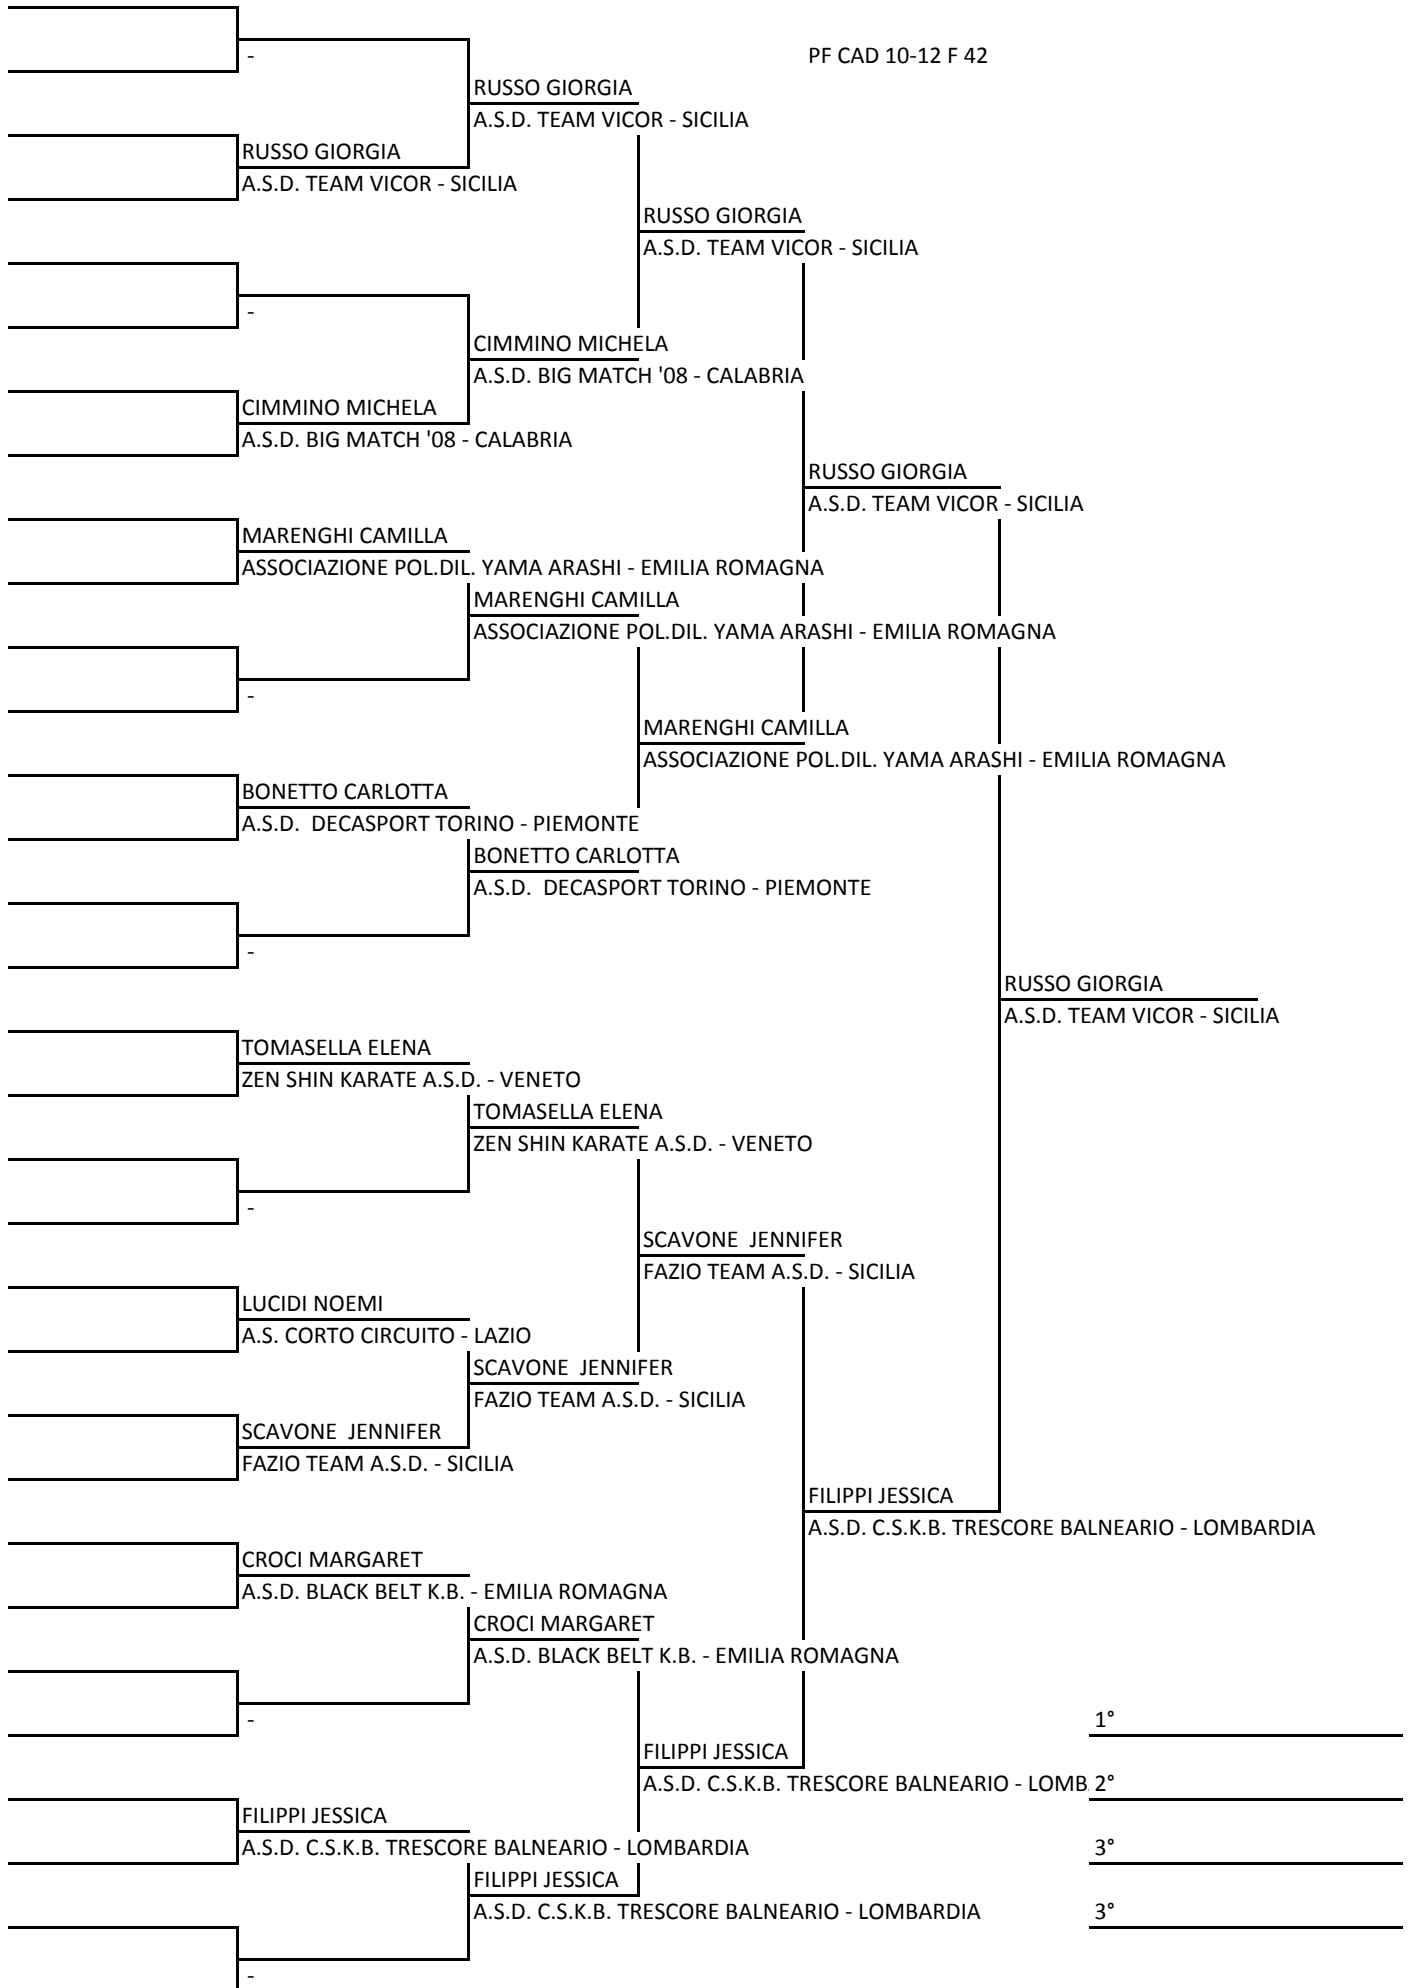 -
PF CAD 10-12 F 42
RUSSO GIORGIA
A.S.D. TEAM VICOR - SICILIA
RUSSO GIORGIA
A.S.D. TEAM VICOR - SICILIA
RUSSO GIORGIA
A.S.D. TEAM VICOR - SICILIA
-
CIMMINO MICHELA
A.S.D. BIG MATCH '08 - CALABRIA
CIMMINO MICHELA
A.S.D. BIG MATCH '08 - CALABRIA
RUSSO GIORGIA
A.S.D. TEAM VICOR - SICILIA
MARENGHI CAMILLA
ASSOCIAZIONE POL.DIL. YAMA ARASHI - EMILIA ROMAGNA
MARENGHI CAMILLA
ASSOCIAZIONE POL.DIL. YAMA ARASHI - EMILIA ROMAGNA
-
MARENGHI CAMILLA
ASSOCIAZIONE POL.DIL. YAMA ARASHI - EMILIA ROMAGNA
BONETTO CARLOTTA
A.S.D.  DECASPORT TORINO - PIEMONTE
BONETTO CARLOTTA
A.S.D.  DECASPORT TORINO - PIEMONTE
-
RUSSO GIORGIA
A.S.D. TEAM VICOR - SICILIA
TOMASELLA ELENA
ZEN SHIN KARATE A.S.D. - VENETO
TOMASELLA ELENA
ZEN SHIN KARATE A.S.D. - VENETO
-
SCAVONE  JENNIFER
FAZIO TEAM A.S.D. - SICILIA
LUCIDI NOEMI
A.S. CORTO CIRCUITO - LAZIO
SCAVONE  JENNIFER
FAZIO TEAM A.S.D. - SICILIA
SCAVONE  JENNIFER
FAZIO TEAM A.S.D. - SICILIA
FILIPPI JESSICA
A.S.D. C.S.K.B. TRESCORE BALNEARIO - LOMBARDIA
CROCI MARGARET
A.S.D. BLACK BELT K.B. - EMILIA ROMAGNA
CROCI MARGARET
A.S.D. BLACK BELT K.B. - EMILIA ROMAGNA
-
1°
FILIPPI JESSICA
A.S.D. C.S.K.B. TRESCORE BALNEARIO - LOMB
2°
FILIPPI JESSICA
A.S.D. C.S.K.B. TRESCORE BALNEARIO - LOMBARDIA
3°
FILIPPI JESSICA
A.S.D. C.S.K.B. TRESCORE BALNEARIO - LOMBARDIA
3°
-